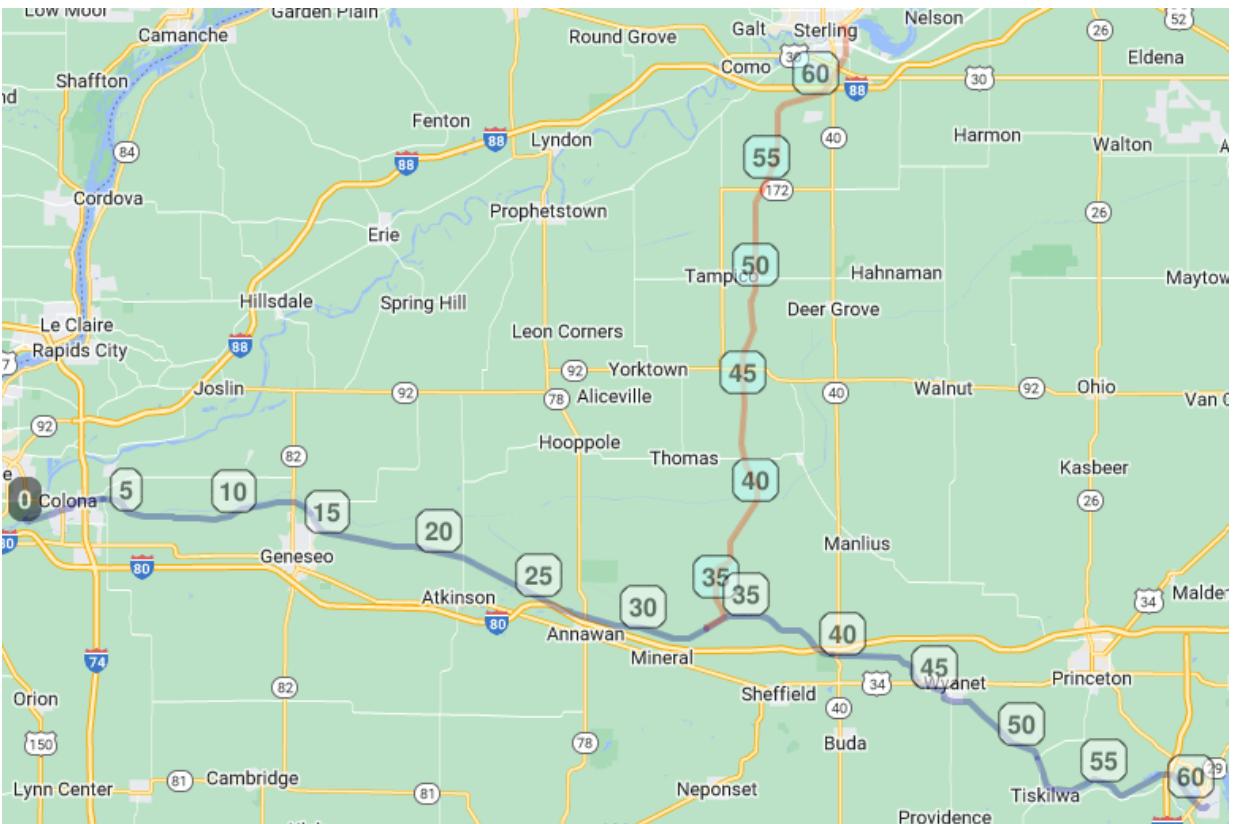 Low Moor
Garden Plain
Camanche
Round Grove
Galt
Sterling
Nelson
52
26
Eldena
Shaffton
Como
30
60
88
30
nd
Fenton
88
Lyndon
40
Harmon
Walton
A
84
88
55
Cordova
172
Prophetstown
26
Erie
50
Tampico
Hahnaman
Maytow
Hillsdale
Spring Hill
Deer Grove
Le Claire
Leon Corners
Rapids City
88
7
92
Yorktown
45
Joslin
92
78
Aliceville
40
Walnut
92
Ohio
Van O
92
Hooppole
82
Thomas
Kasbeer
e
0
Colona
5
10
15
40
26
80
20
Geneseo
Manlius
80
25
35
35
34
Malden
Atkinson
80
30
Annawan
40
Mineral
74
45
Princeton
82
Sheffield
34
Wyanet
Orion
40
50
150
78
Buda
55
60
29
Lynn Center
81
Cambridge
81
Neponset
Tiskilwa
Providence